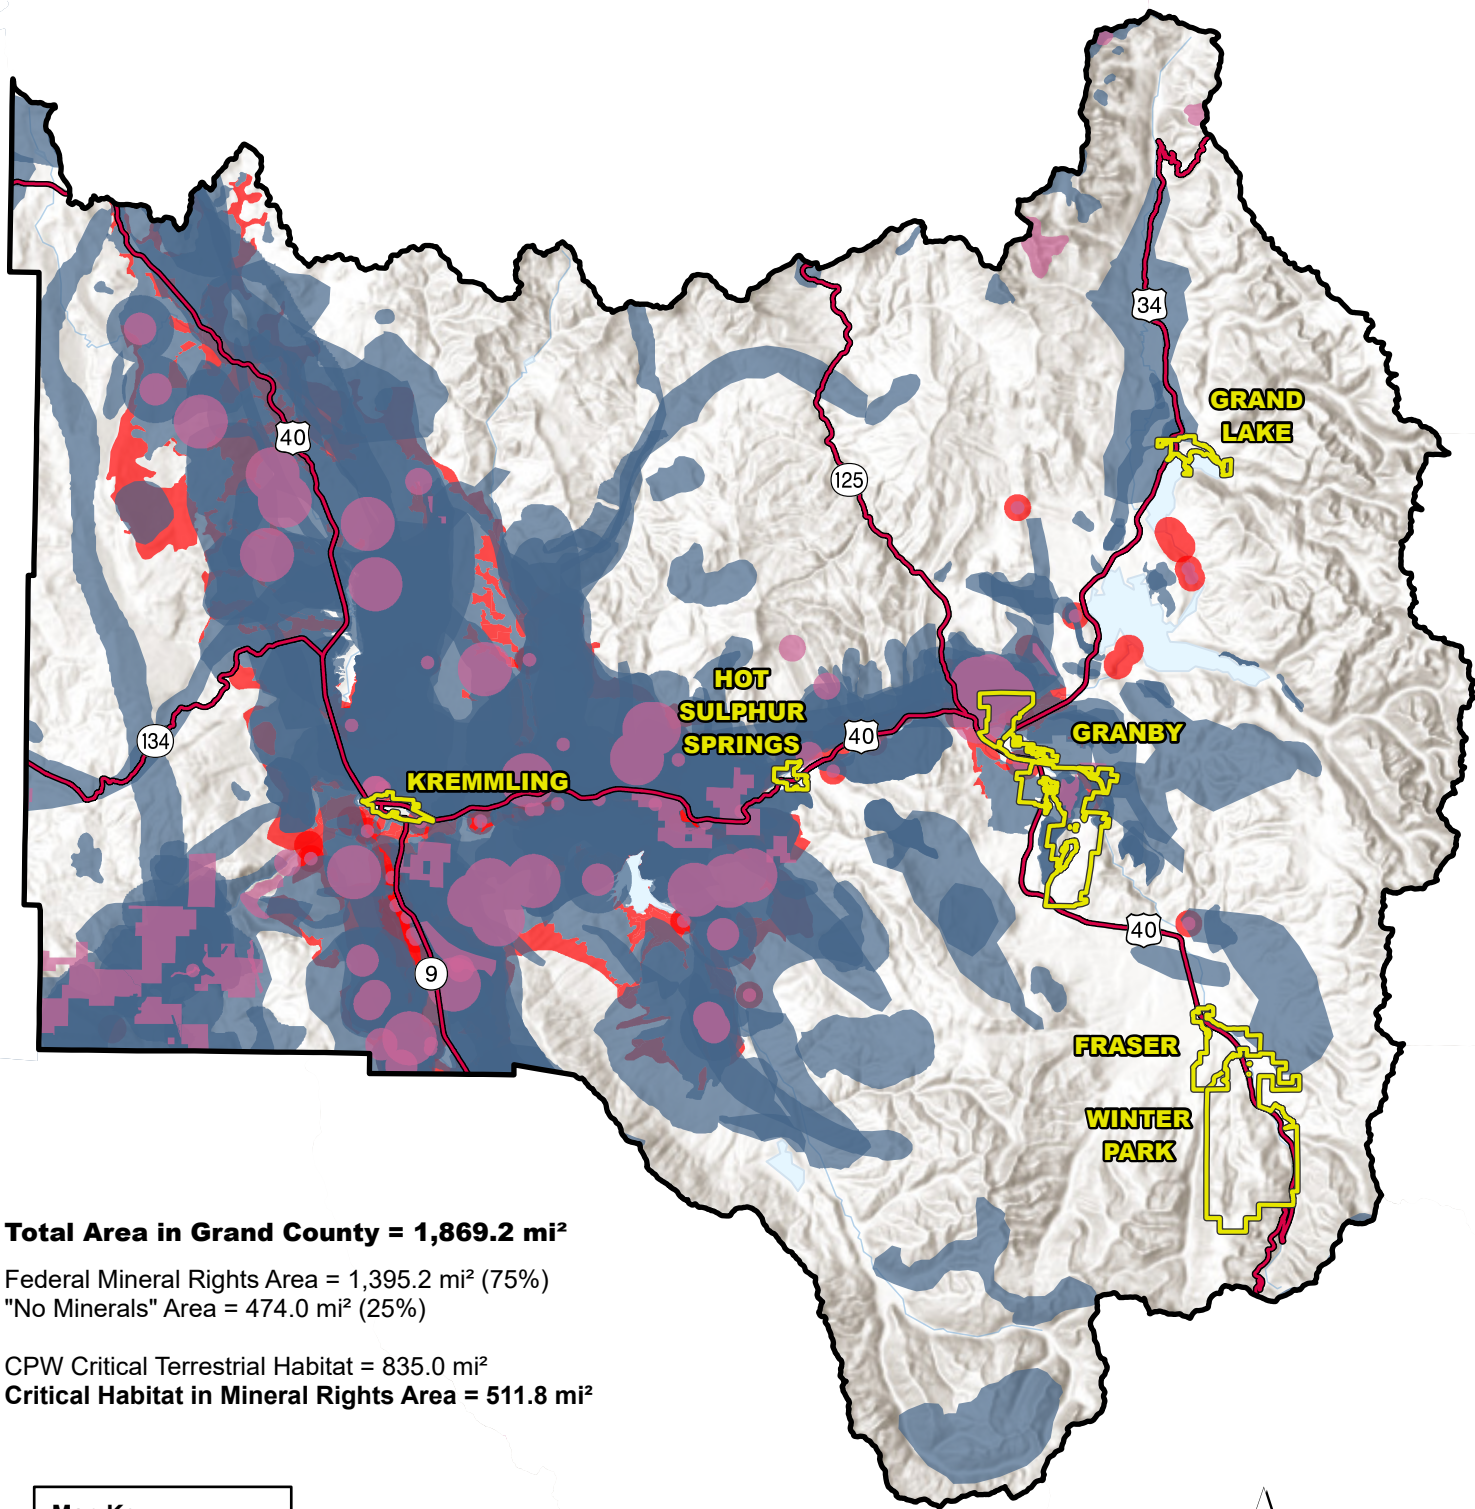 34
GRAND
LAKE
40
125
HOT
SULPHUR
SPRINGS
134
40
GRANBY
KREMMLING
40
9
FRASER
WINTER
PARK
Total Area in Grand County = 1,869.2 mi²
Federal Mineral Rights Area = 1,395.2 mi² (75%)
"No Minerals" Area = 474.0 mi² (25%)
CPW Critical Terrestrial Habitat = 835.0 mi²
Critical Habitat in Mineral Rights Area = 511.8 mi²